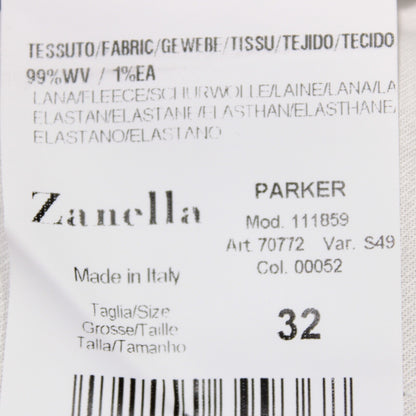 TESSUTO/FABRIC/GEWEBE/TISSU/TEJIDO/TECIDO
99%WV / 1%EA
LANA/FLEECE/SCHURWOLLE/LAINE/LANA/LA
ELASTAN/ELASTANE/ELASTHAN/ELASTHANE/
ELASTANO/ELASTANO
Zanella
PARKER
Mod. 111859
Art. 70772 Var. S49
Col. 00052
Made in Italy
Taglia/Size
Grosse/Taille
Talla/Tamanho
32